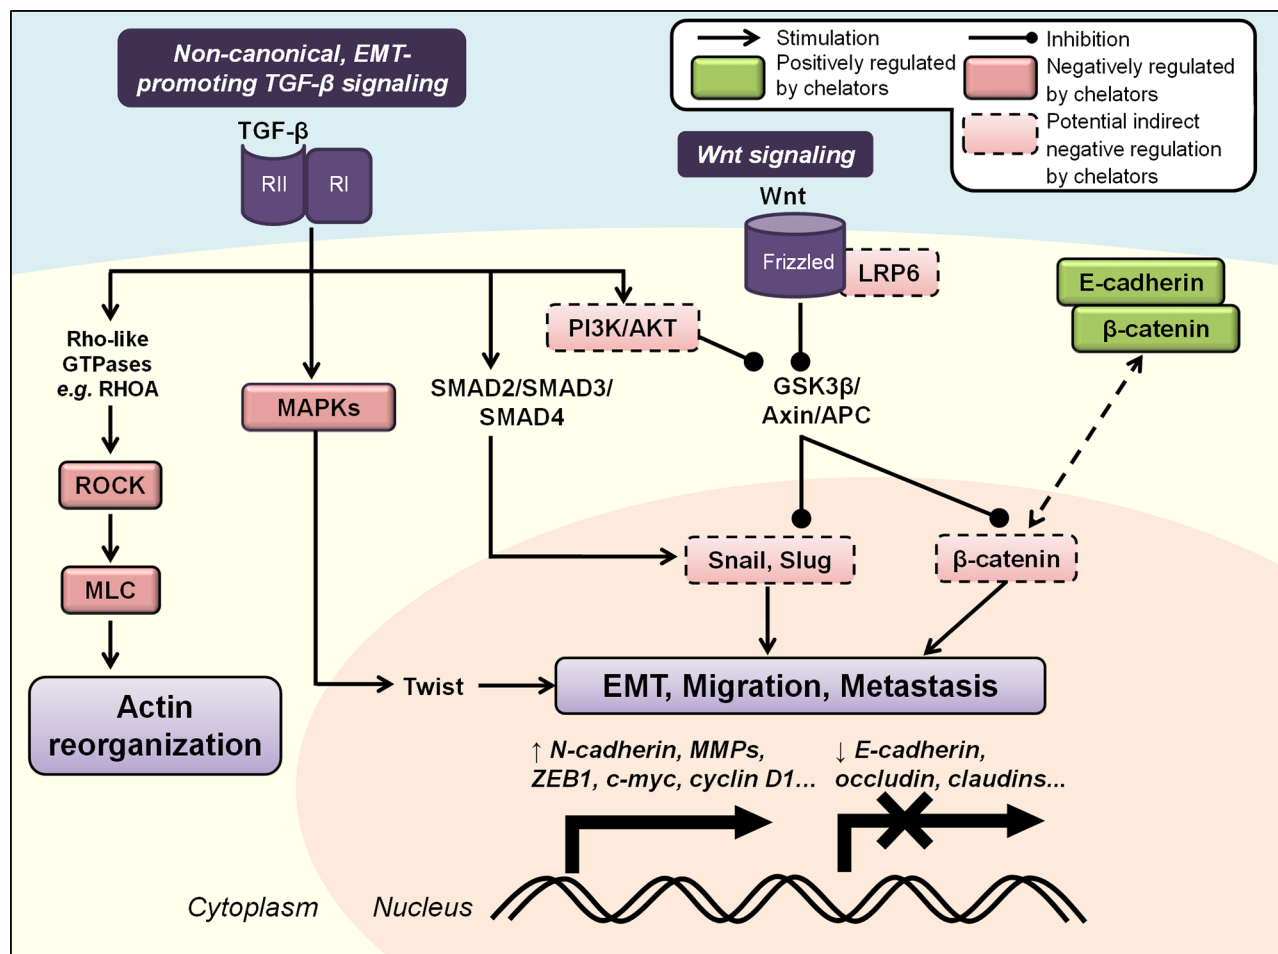 Non-canonical, EMT-
promoting TGF-β signaling
Stimulation
Inhibition
Positively regulated
by chelators
Negatively regulated
by chelators
Potential indirect
negative regulation
by chelators
TGF-β
RII
RI
Wnt signaling
Wnt
Frizzled
LRP6
E-cadherin
β-catenin
PI3K/AKT
Rho-like
GTPases
e.g. RHOA
MAPKs
SMAD2/SMAD3/
SMAD4
GSK3β/
Axin/APC
ROCK
MLC
Snail, Slug
β-catenin
Actin
reorganization
Twist
EMT, Migration, Metastasis
↑ N-cadherin, MMPs,
ZEB1, c-myc, cyclin D1...
↓ E-cadherin,
occludin, claudins...
Cytoplasm
Nucleus